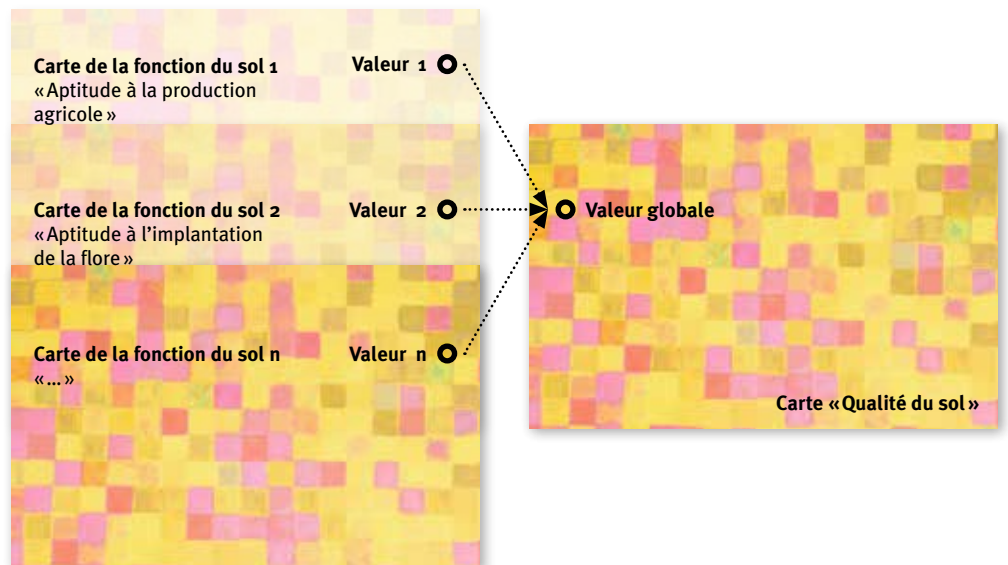 Carte de la fonction du sol 1
«Aptitude à la production
agricole»
Valeur 1
Carte de la fonction du sol 2
«Aptitude à l’implantation
de la flore»
Valeur 2
Valeur globale
Carte de la fonction du sol n
«…»
Valeur n
Carte «Qualité du sol»